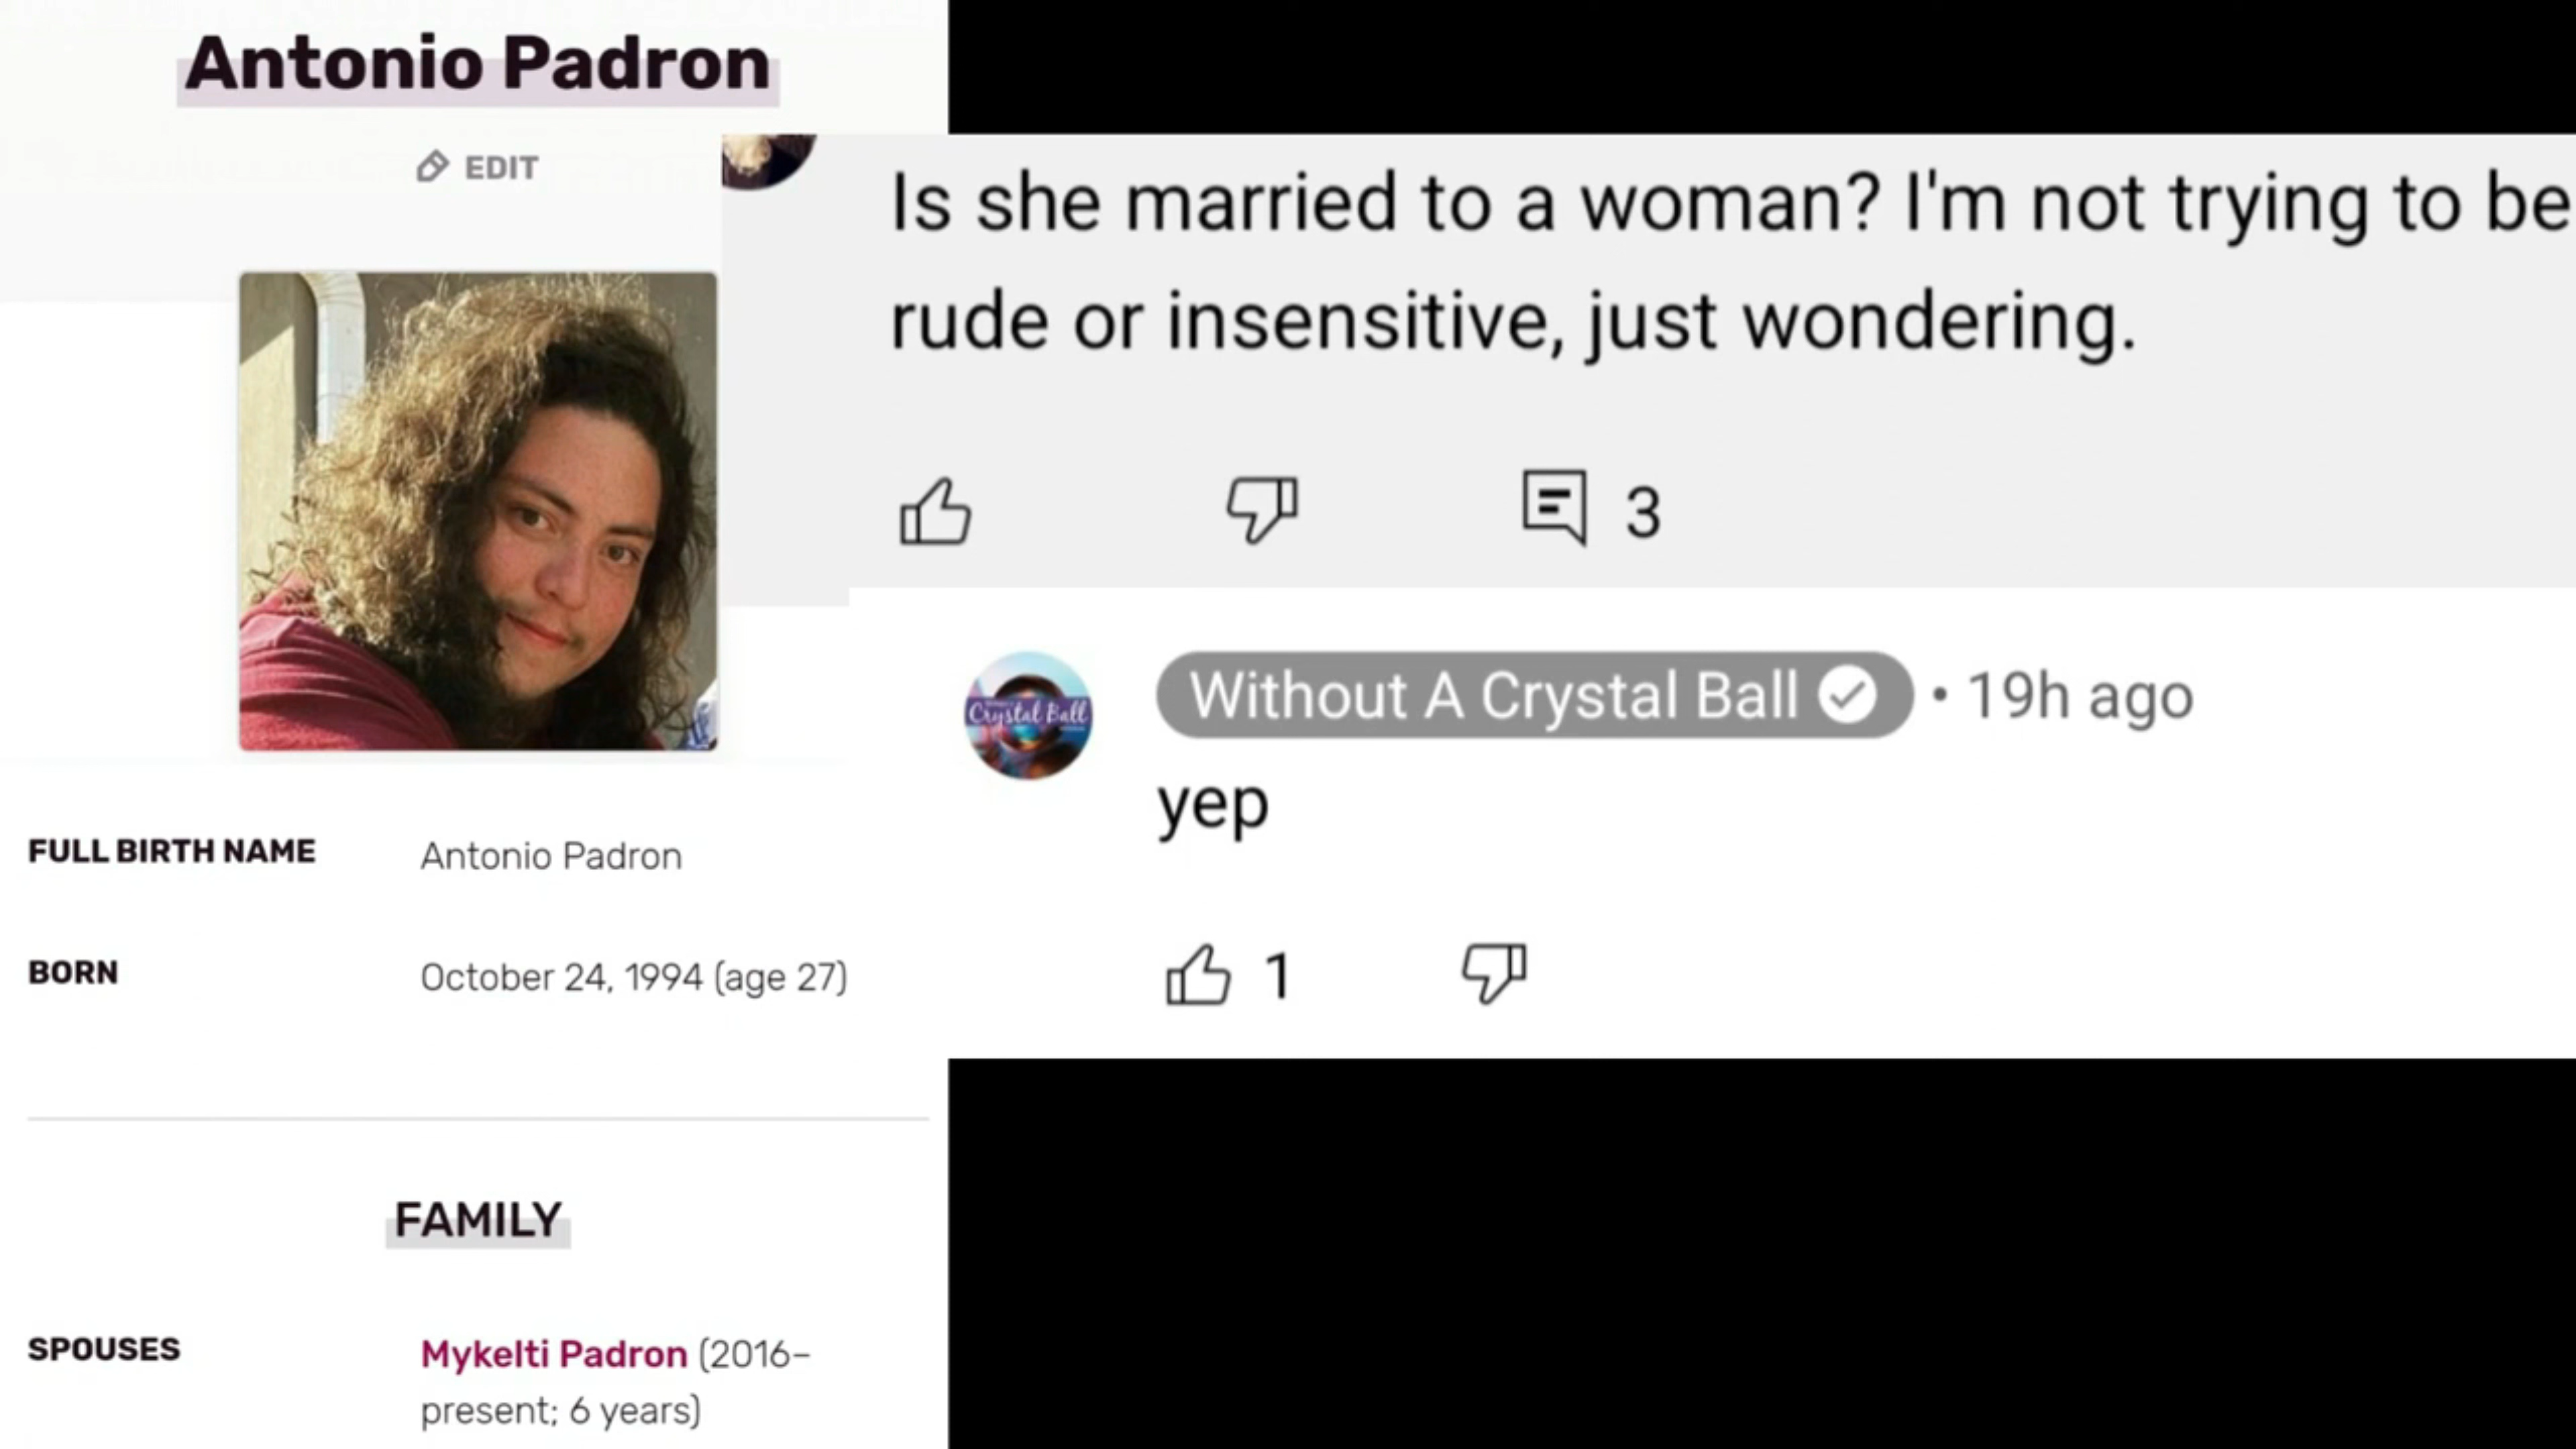 Antonio Padron
EDIT
FULL BIRTH NAME Antonio Padron
BORN October 24, 1994 (age 27)
FAMILY
SPOUSES Mykelti Padron (2016–
present; 6 years)
Is she married to a woman? I'm not trying to be
rude or insensitive, just wondering.
3
Crystal Ball
Without A Crystal Ball • 19h ago
yep
1